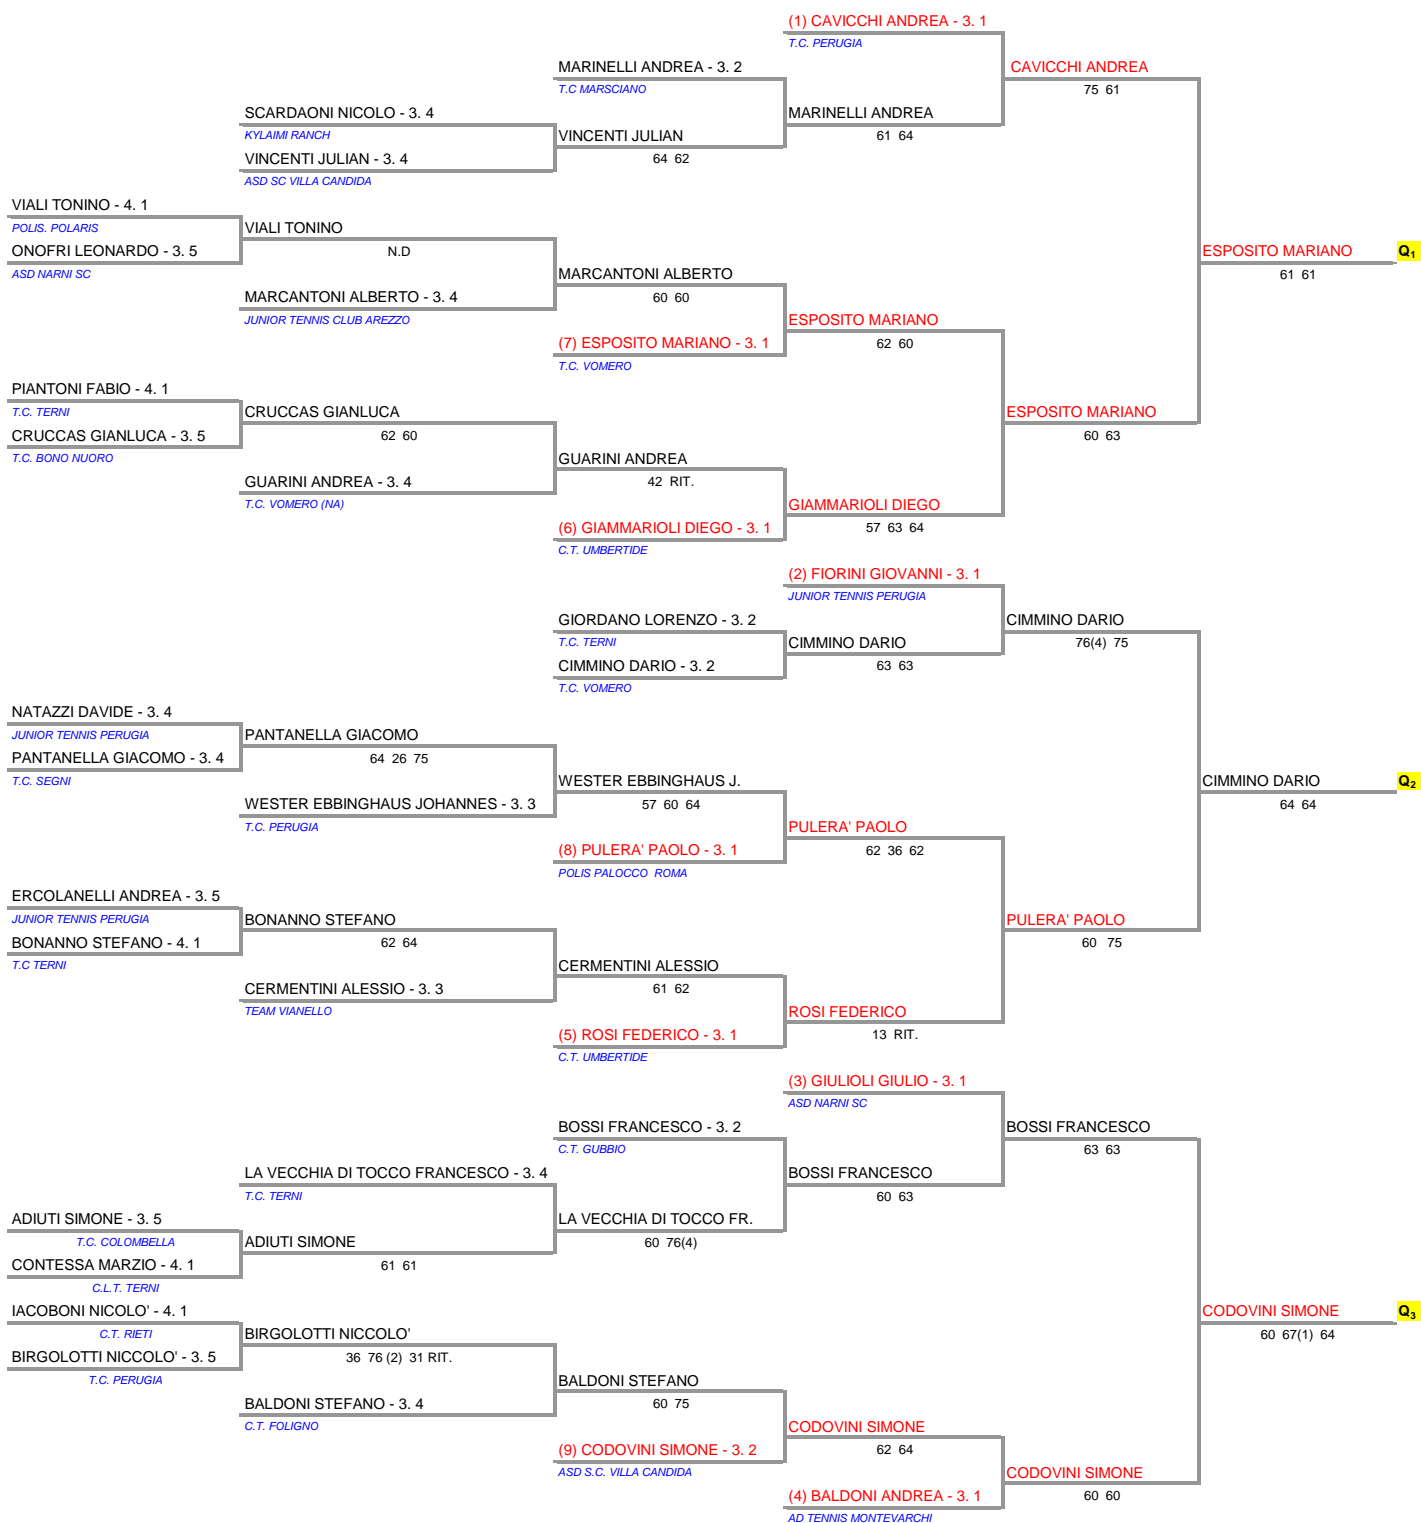 (1) CAVICCHI ANDREA - 3. 1
T.C. PERUGIA
MARINELLI ANDREA - 3. 2
CAVICCHI ANDREA
T.C MARSCIANO
75 61
SCARDAONI NICOLO - 3. 4
MARINELLI ANDREA
KYLAIMI RANCH
VINCENTI JULIAN
61 64
VINCENTI JULIAN - 3. 4
64 62
ASD SC VILLA CANDIDA
VIALI TONINO - 4. 1
POLIS. POLARIS
VIALI TONINO
ONOFRI LEONARDO - 3. 5
N.D
ESPOSITO MARIANO
Q1
ASD NARNI SC
MARCANTONI ALBERTO
61 61
MARCANTONI ALBERTO - 3. 4
60 60
JUNIOR TENNIS CLUB AREZZO
ESPOSITO MARIANO
(7) ESPOSITO MARIANO - 3. 1
62 60
T.C. VOMERO
PIANTONI FABIO - 4. 1
T.C. TERNI
CRUCCAS GIANLUCA
ESPOSITO MARIANO
CRUCCAS GIANLUCA - 3. 5
62 60
60 63
T.C. BONO NUORO
GUARINI ANDREA
GUARINI ANDREA - 3. 4
42 RIT.
T.C. VOMERO (NA)
GIAMMARIOLI DIEGO
(6) GIAMMARIOLI DIEGO - 3. 1
57 63 64
C.T. UMBERTIDE
(2) FIORINI GIOVANNI - 3. 1
JUNIOR TENNIS PERUGIA
GIORDANO LORENZO - 3. 2
CIMMINO DARIO
T.C. TERNI
CIMMINO DARIO
76(4) 75
CIMMINO DARIO - 3. 2
63 63
T.C. VOMERO
NATAZZI DAVIDE - 3. 4
JUNIOR TENNIS PERUGIA
PANTANELLA GIACOMO
PANTANELLA GIACOMO - 3. 4
64 26 75
T.C. SEGNI
WESTER EBBINGHAUS J.
CIMMINO DARIO
Q2
WESTER EBBINGHAUS JOHANNES - 3. 3
57 60 64
64 64
T.C. PERUGIA
PULERA' PAOLO
(8) PULERA' PAOLO - 3. 1
62 36 62
POLIS PALOCCO ROMA
ERCOLANELLI ANDREA - 3. 5
JUNIOR TENNIS PERUGIA
BONANNO STEFANO
PULERA' PAOLO
BONANNO STEFANO - 4. 1
62 64
60 75
T.C TERNI
CERMENTINI ALESSIO
CERMENTINI ALESSIO - 3. 3
61 62
TEAM VIANELLO
ROSI FEDERICO
(5) ROSI FEDERICO - 3. 1
13 RIT.
C.T. UMBERTIDE
(3) GIULIOLI GIULIO - 3. 1
ASD NARNI SC
BOSSI FRANCESCO - 3. 2
BOSSI FRANCESCO
C.T. GUBBIO
63 63
LA VECCHIA DI TOCCO FRANCESCO - 3. 4
BOSSI FRANCESCO
T.C. TERNI
60 63
ADIUTI SIMONE - 3. 5
LA VECCHIA DI TOCCO FR.
T.C. COLOMBELLA
ADIUTI SIMONE
60 76(4)
CONTESSA MARZIO - 4. 1
61 61
C.L.T. TERNI
IACOBONI NICOLO' - 4. 1
CODOVINI SIMONE
Q3
C.T. RIETI
BIRGOLOTTI NICCOLO'
60 67(1) 64
BIRGOLOTTI NICCOLO' - 3. 5
36 76 (2) 31 RIT.
T.C. PERUGIA
BALDONI STEFANO
BALDONI STEFANO - 3. 4
60 75
C.T. FOLIGNO
CODOVINI SIMONE
(9) CODOVINI SIMONE - 3. 2
62 64
ASD S.C. VILLA CANDIDA
CODOVINI SIMONE
(4) BALDONI ANDREA - 3. 1
60 60
AD TENNIS MONTEVARCHI